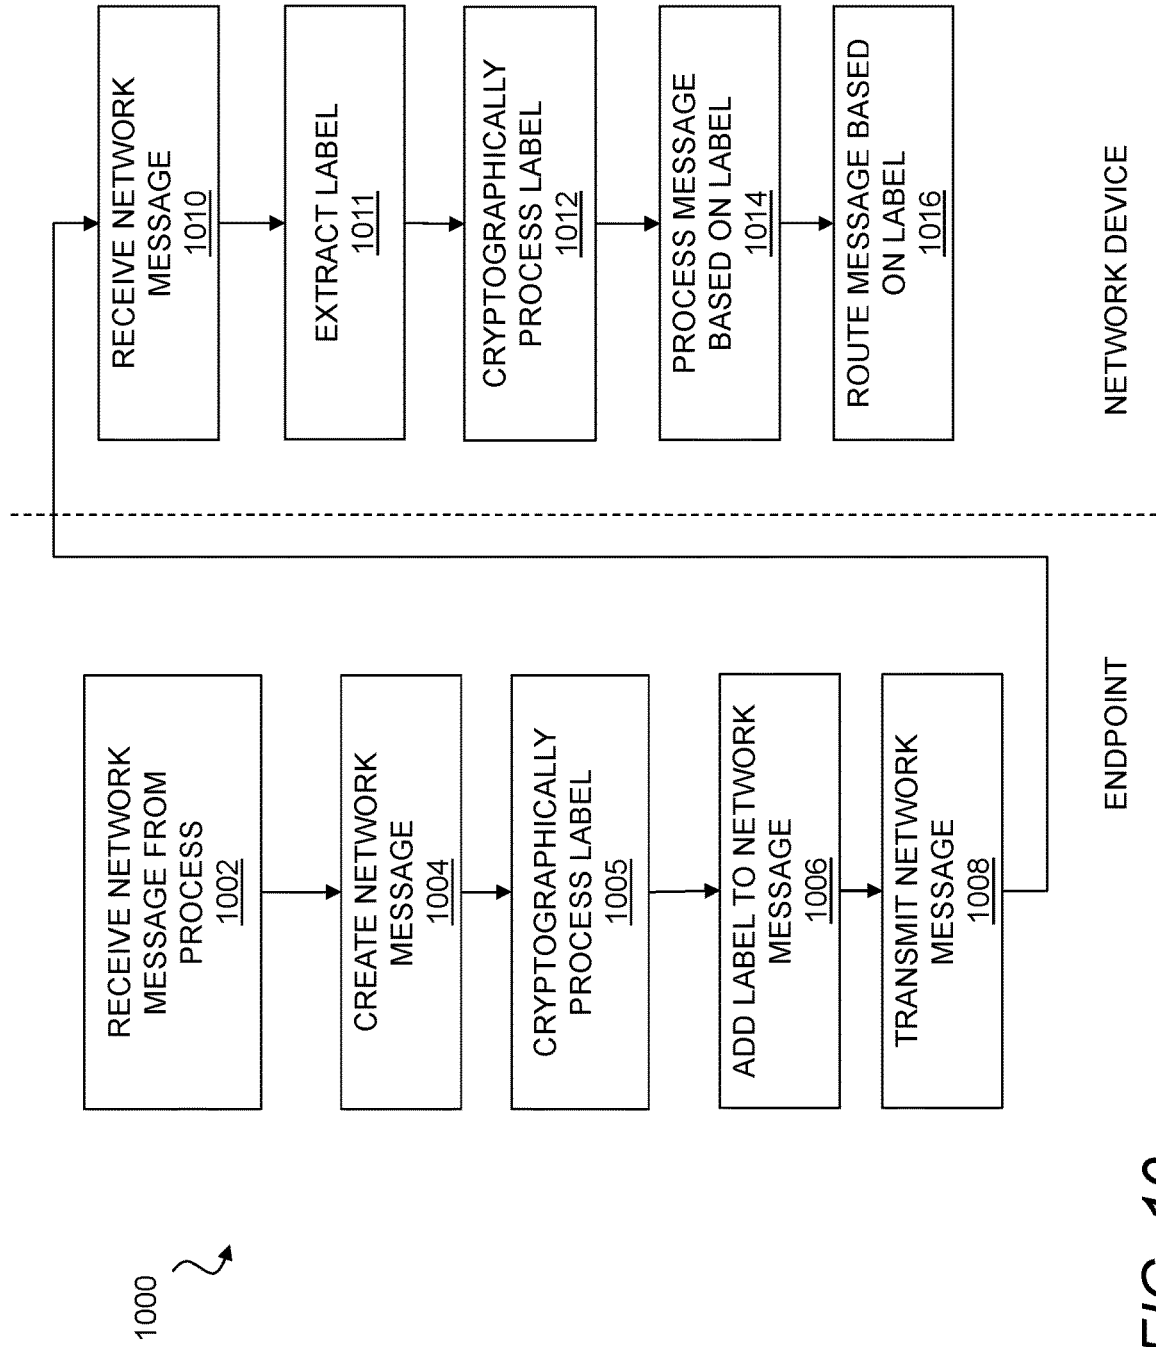 1000
RECEIVE NETWORK
MESSAGE FROM
PROCESS
1002
CREATE NETWORK
MESSAGE
1004
CRYPTOGRAPHICALLY
PROCESS LABEL
1005
ADD LABEL TO NETWORK
MESSAGE
1006
TRANSMIT NETWORK
MESSAGE
1008
ENDPOINT
RECEIVE NETWORK
MESSAGE
1010
EXTRACT LABEL
1011
CRYPTOGRAPHICALLY
PROCESS LABEL
1012
PROCESS MESSAGE
BASED ON LABEL
1014
ROUTE MESSAGE BASED
ON LABEL
1016
NETWORK DEVICE
FIG.